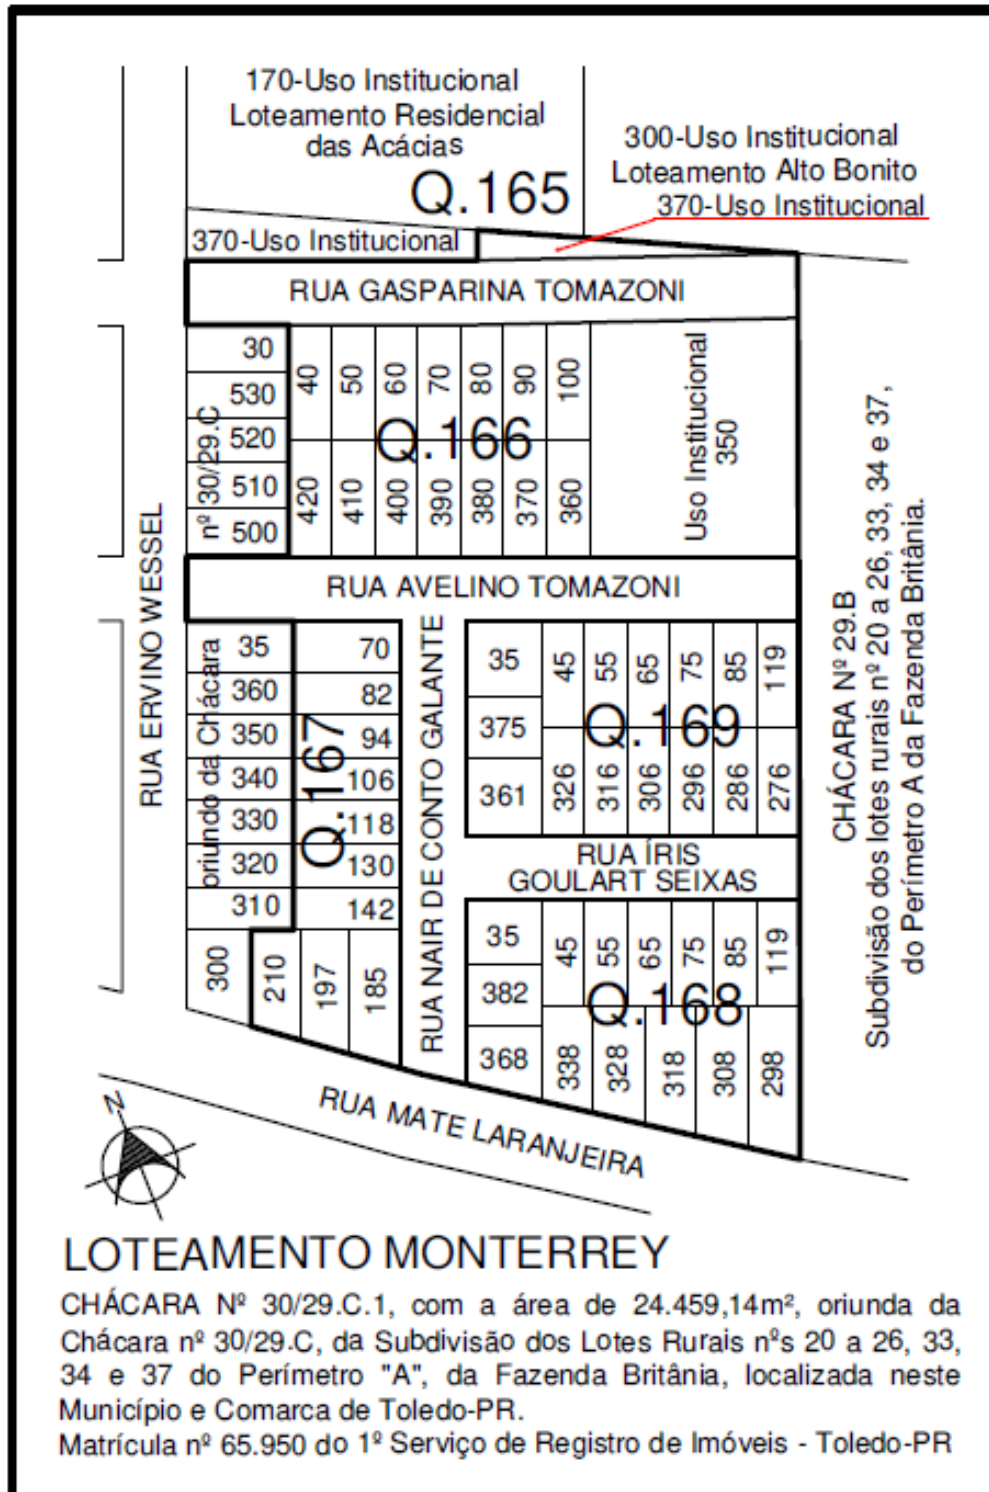 170-Uso Institucional
Loteamento Residencial
das Acácias
Q.165
300-Uso Institucional
Loteamento Alto Bonito
370-Uso Institucional
370-Uso Institucional
RUA GASPARINA TOMAZONI
30
530
520
510
500
nº 30/29.C
40
50
60
70
80
90
100
Q.166
420
410
400
390
380
370
360
Uso Institucional
350
RUA ERVINO WESSEL
RUA AVELINO TOMAZONI
35
360
350
340
330
320
310
300
oriundo da Chácara
Q.167
70
82
94
106
118
130
142
210
197
185
RUA NAIR DE CONTO GALANTE
35
375
361
45
55
65
75
85
119
Q.169
326
316
306
296
286
276
RUA ÍRIS
GOULART SEIXAS
35
382
368
45
55
65
75
85
119
Q.168
338
328
318
308
298
CHÁCARA Nº 29.B
Subdivisão dos lotes rurais nº 20 a 26, 33, 34 e 37,
do Perímetro A da Fazenda Britânia.
RUA MATE LARANJEIRA
N
LOTEAMENTO MONTERREY
CHÁCARA Nº 30/29.C.1, com a área de 24.459,14m², oriunda da
Chácara nº 30/29.C, da Subdivisão dos Lotes Rurais nºs 20 a 26, 33,
34 e 37 do Perímetro "A", da Fazenda Britânia, localizada neste
Município e Comarca de Toledo-PR.
Matrícula nº 65.950 do 1º Serviço de Registro de Imóveis - Toledo-PR